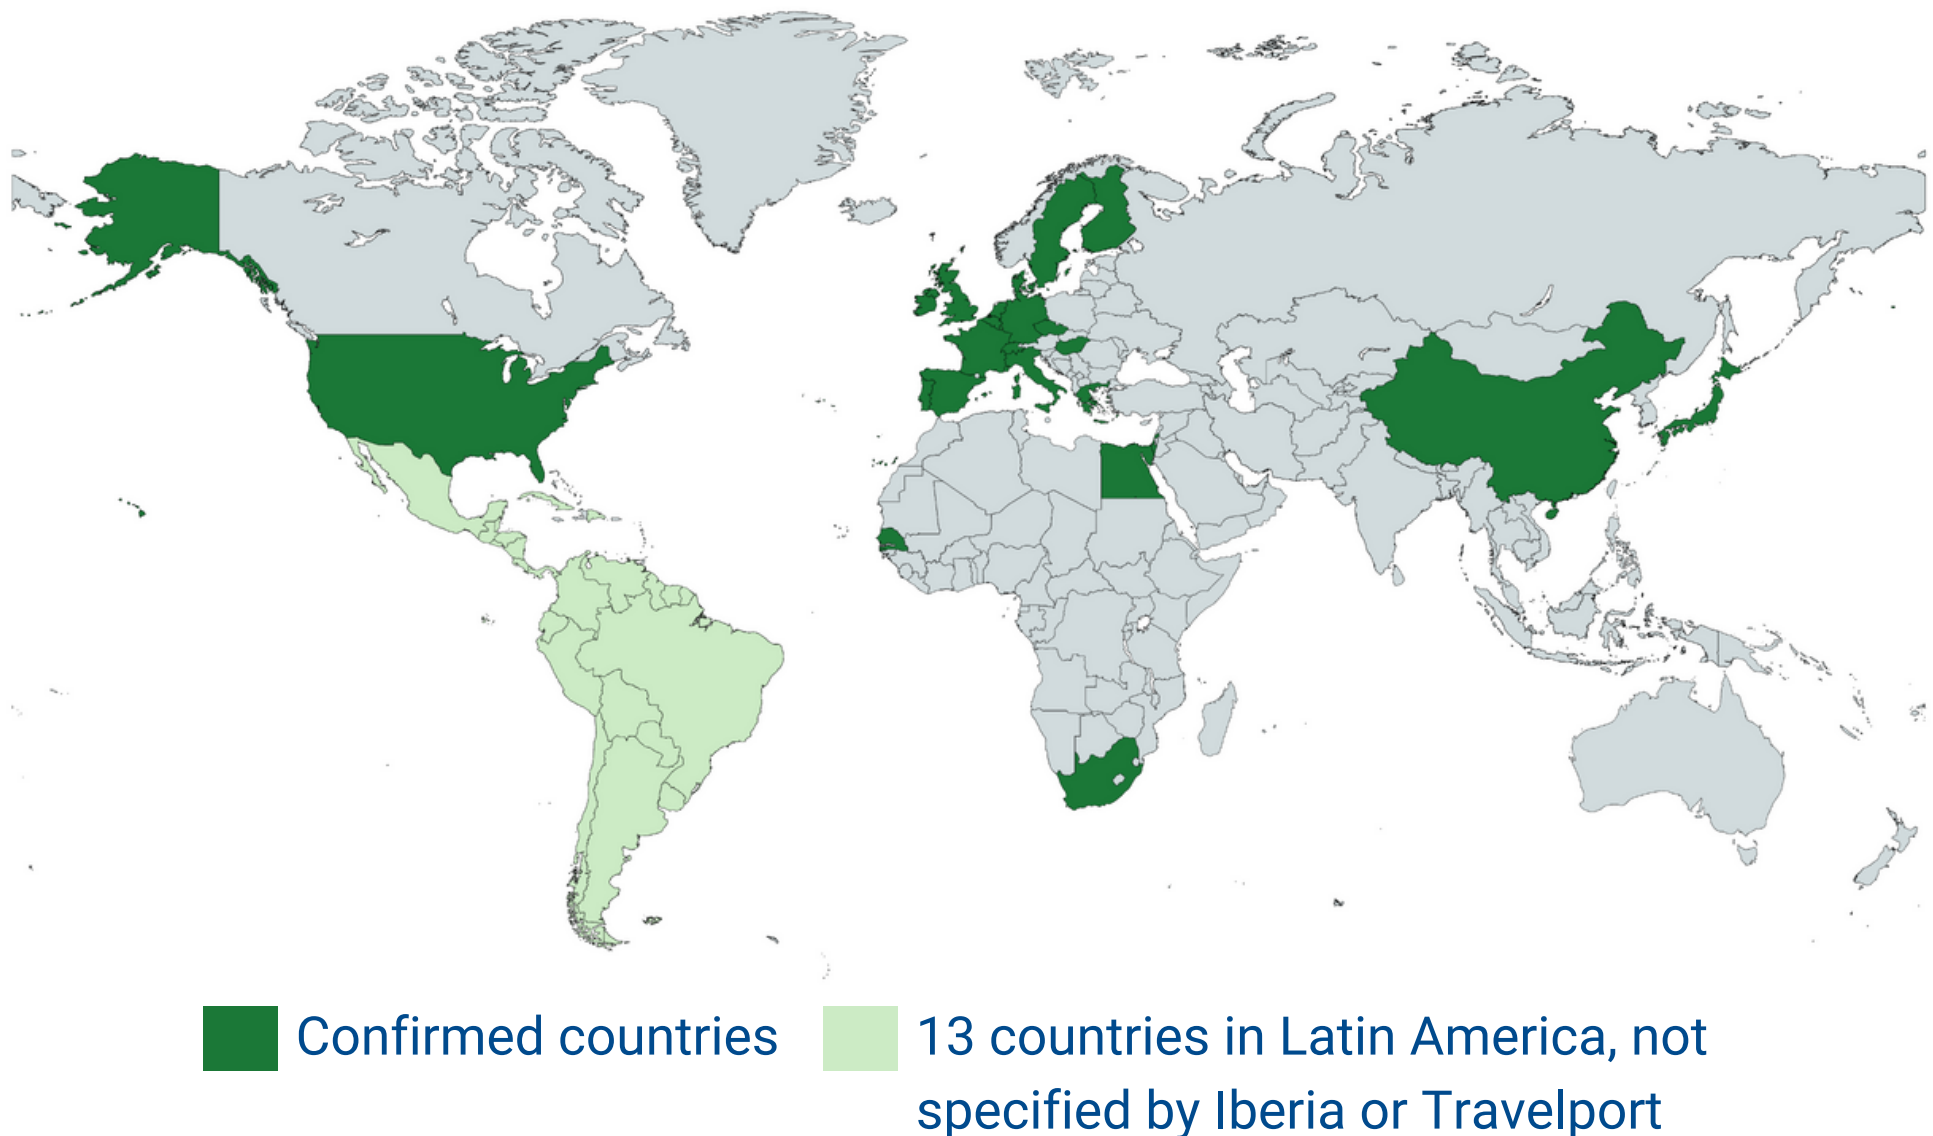 Confirmed countries
13 countries in Latin America, not
specified by Iberia or Travelport